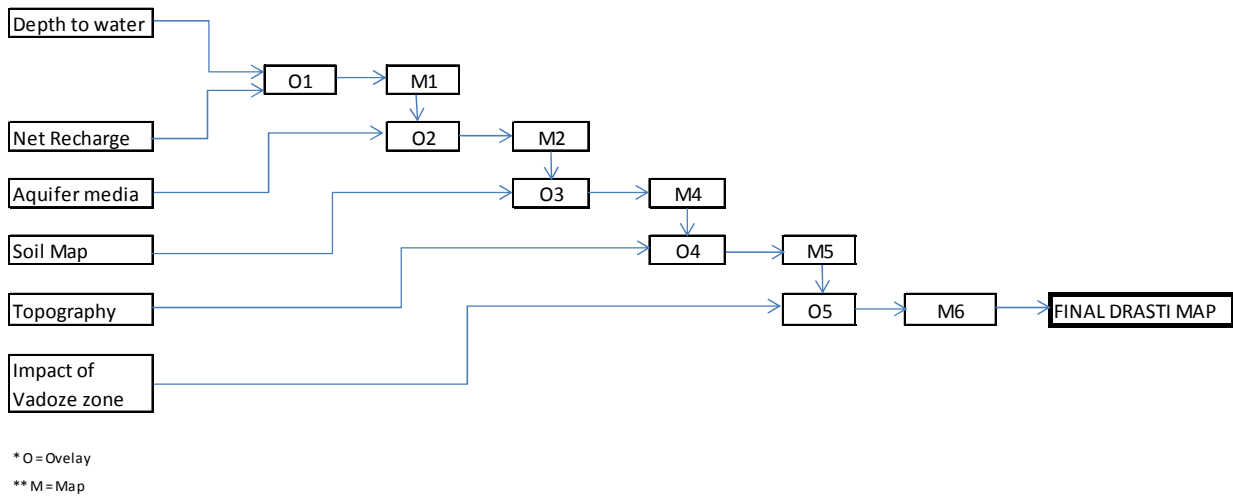 Depth to water
O1
M1
Net Recharge
O2
M2
Aquifer media
O3
M4
Soil Map
O4
M5
Topography
O5
M6
FINAL DRASTI MAP
Impact of
Vadoze zone
* O = Ovelay
** M = Map